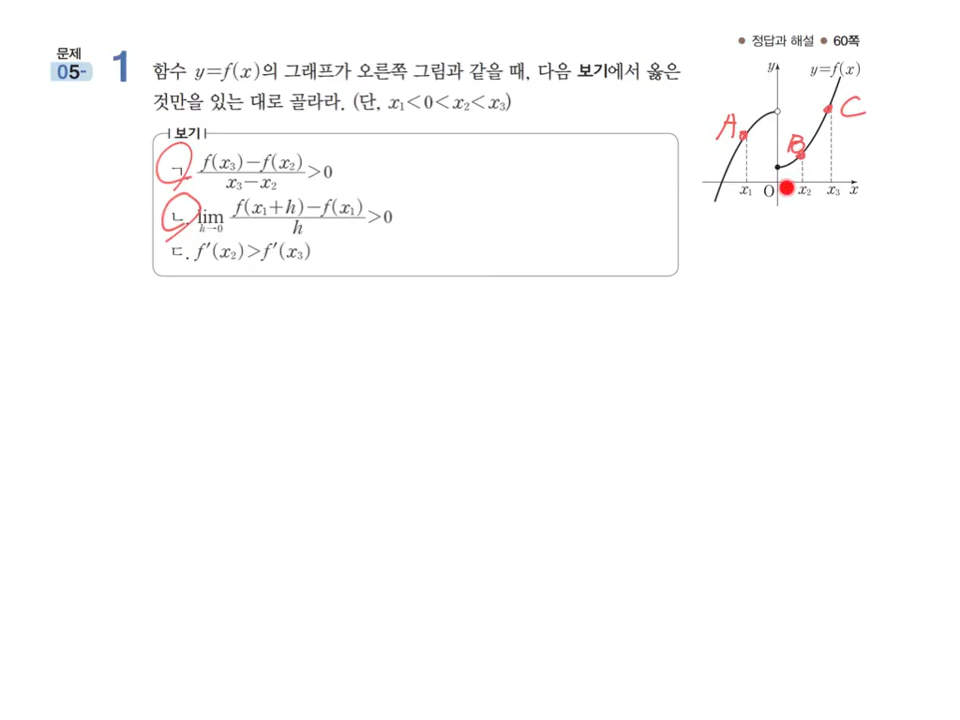 ● 정답과 해설 ● 60쪽
문제
05- 1 함수 y=f(x)의 그래프가 오른쪽 그림과 같을 때, 다음 보기에서 옳은
것만을 있는 대로 골라라. (단, x₁<0<x₂<x₃)
보기
ㄱ. (f(x₃)-f(x₂))/(x₃-x₂)>0
ㄴ. lim_{h→0} (f(x₁+h)-f(x₁))/h>0
ㄷ. f′(x₂)>f′(x₃)
y y=f(x)
A B C
x₁ O x₂ x₃ x